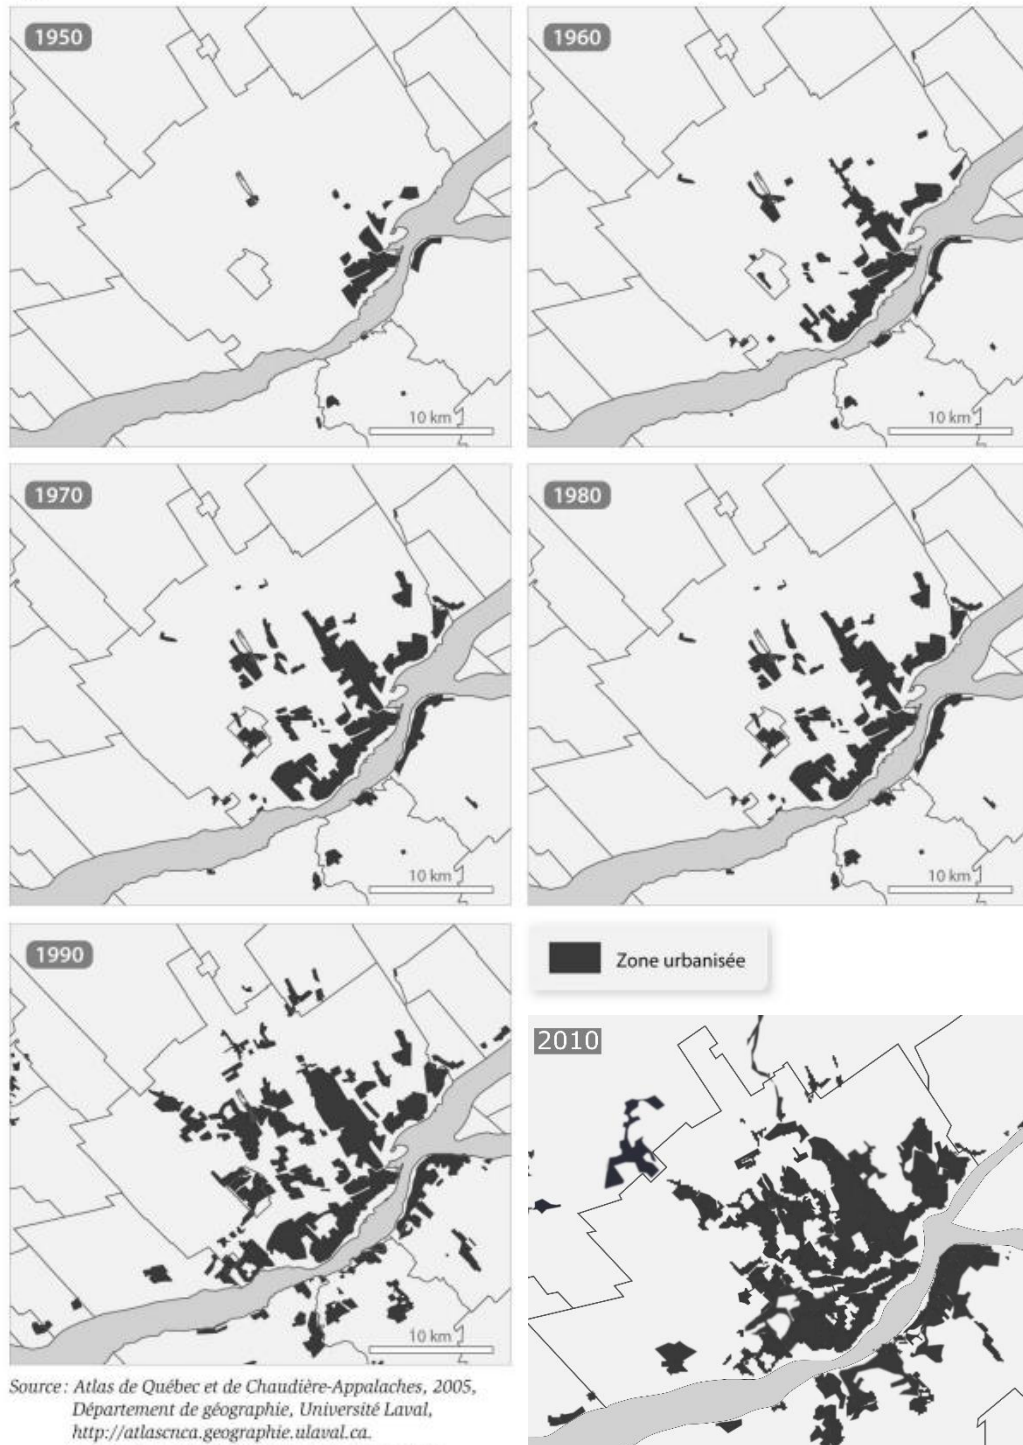 1950
1960
10 km
10 km
1970
1980
10 km
10 km
1990
Zone urbanisée
2010
10 km
Source : Atlas de Québec et de Chaudière-Appalaches, 2005,
Département de géographie, Université Laval,
http://atlascnca.geographie.ulaval.ca.